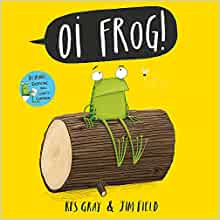 OI FROG!
KES GRAY & JIM FIELD